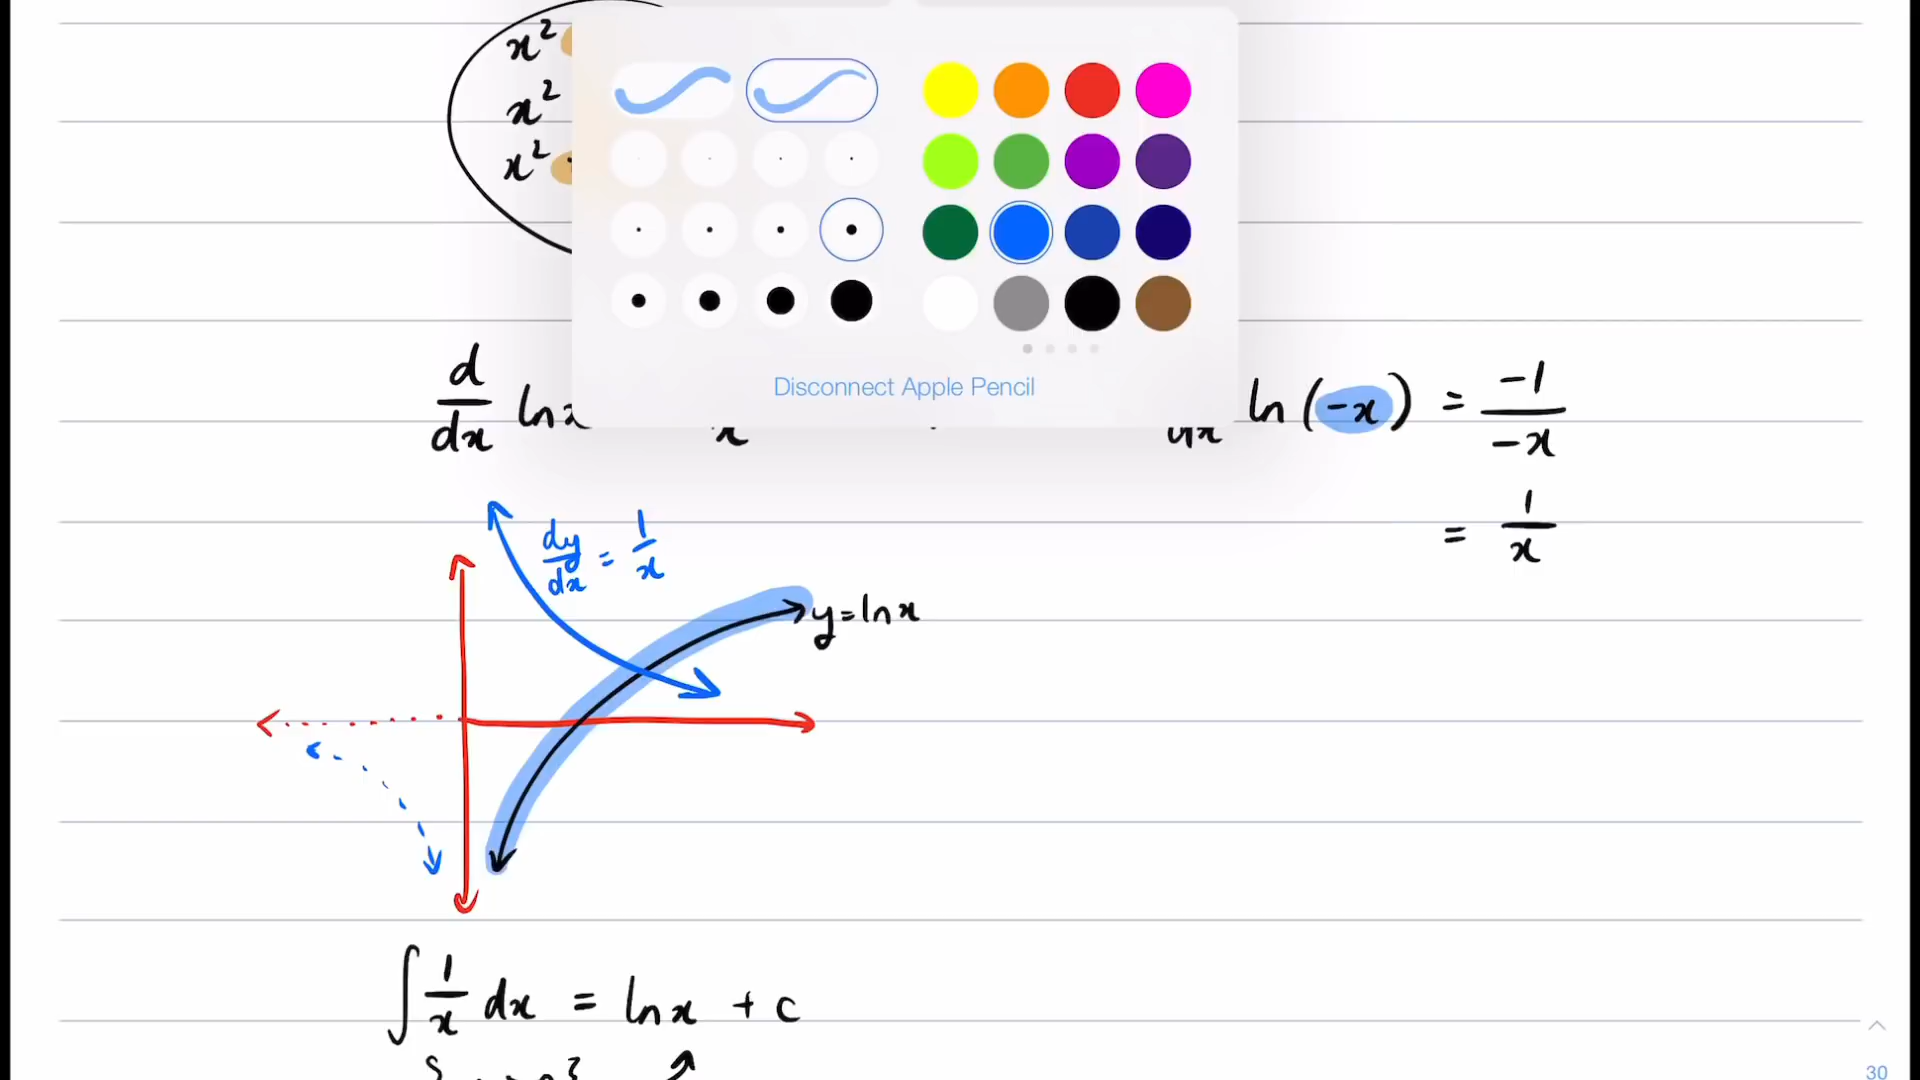 x²
x²
x²
Disconnect Apple Pencil
d/dx ln x
x
dx ln (-x) = -1/-x
= 1/x
dy/dx = 1/x
y = ln x
∫ 1/x dx = ln x + c
30